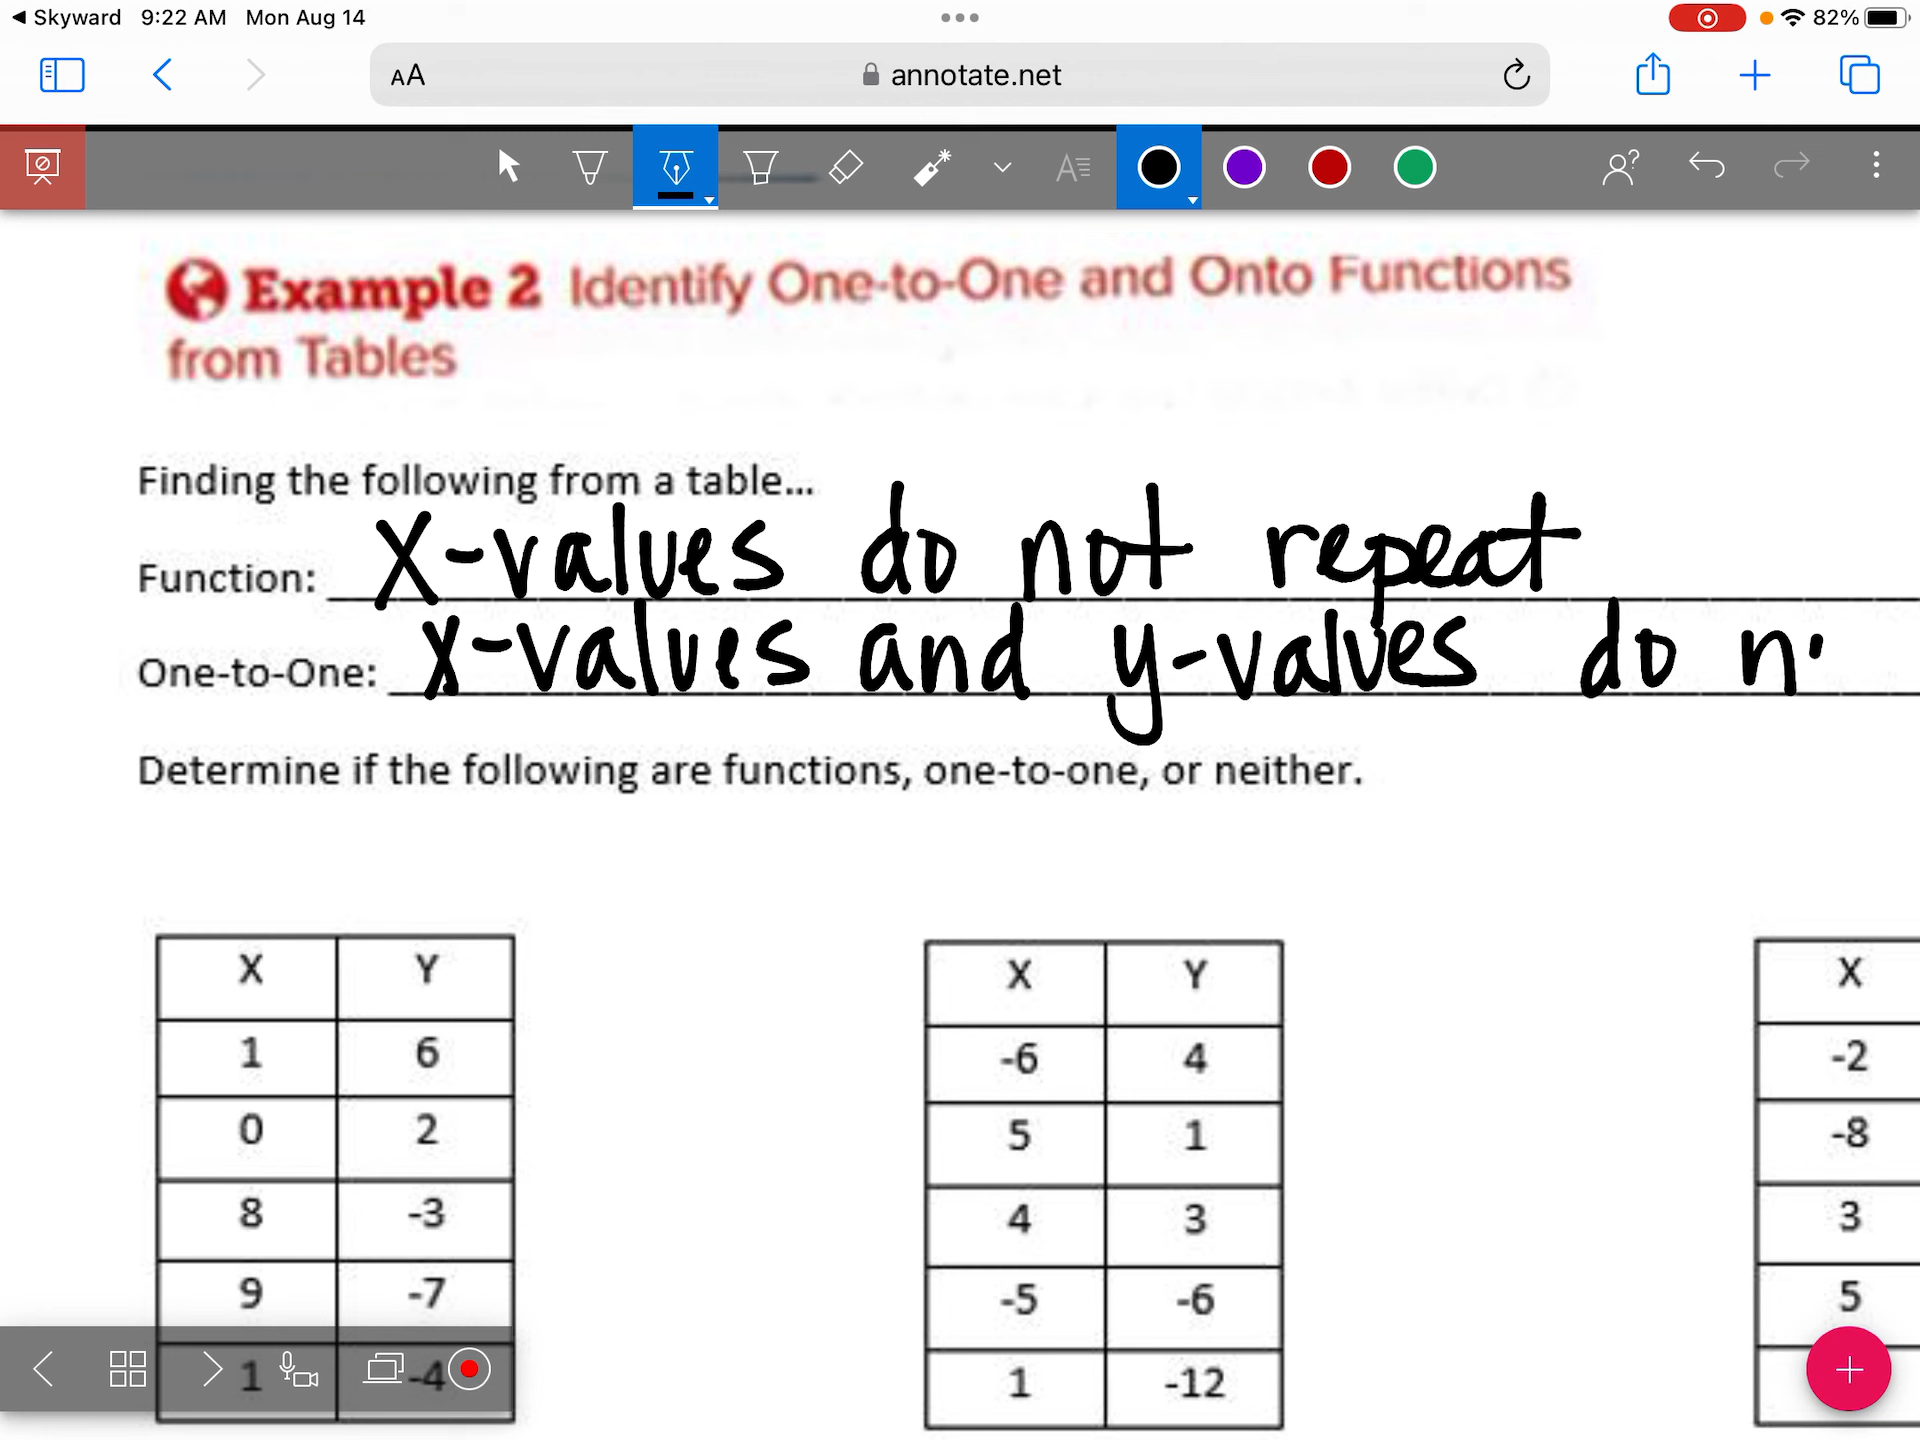 Skyward 9:22 AM Mon Aug 14
82%
AA annotate.net
Example 2 Identify One-to-One and Onto Functions
from Tables
Finding the following from a table...
Function: X-values do not repeat
One-to-One: x-values and y-values do n
Determine if the following are functions, one-to-one, or neither.
X Y
1 6
0 2
8 -3
9 -7
1 -4
X Y
-6 4
5 1
4 3
-5 -6
1 -12
X
-2
-8
3
5